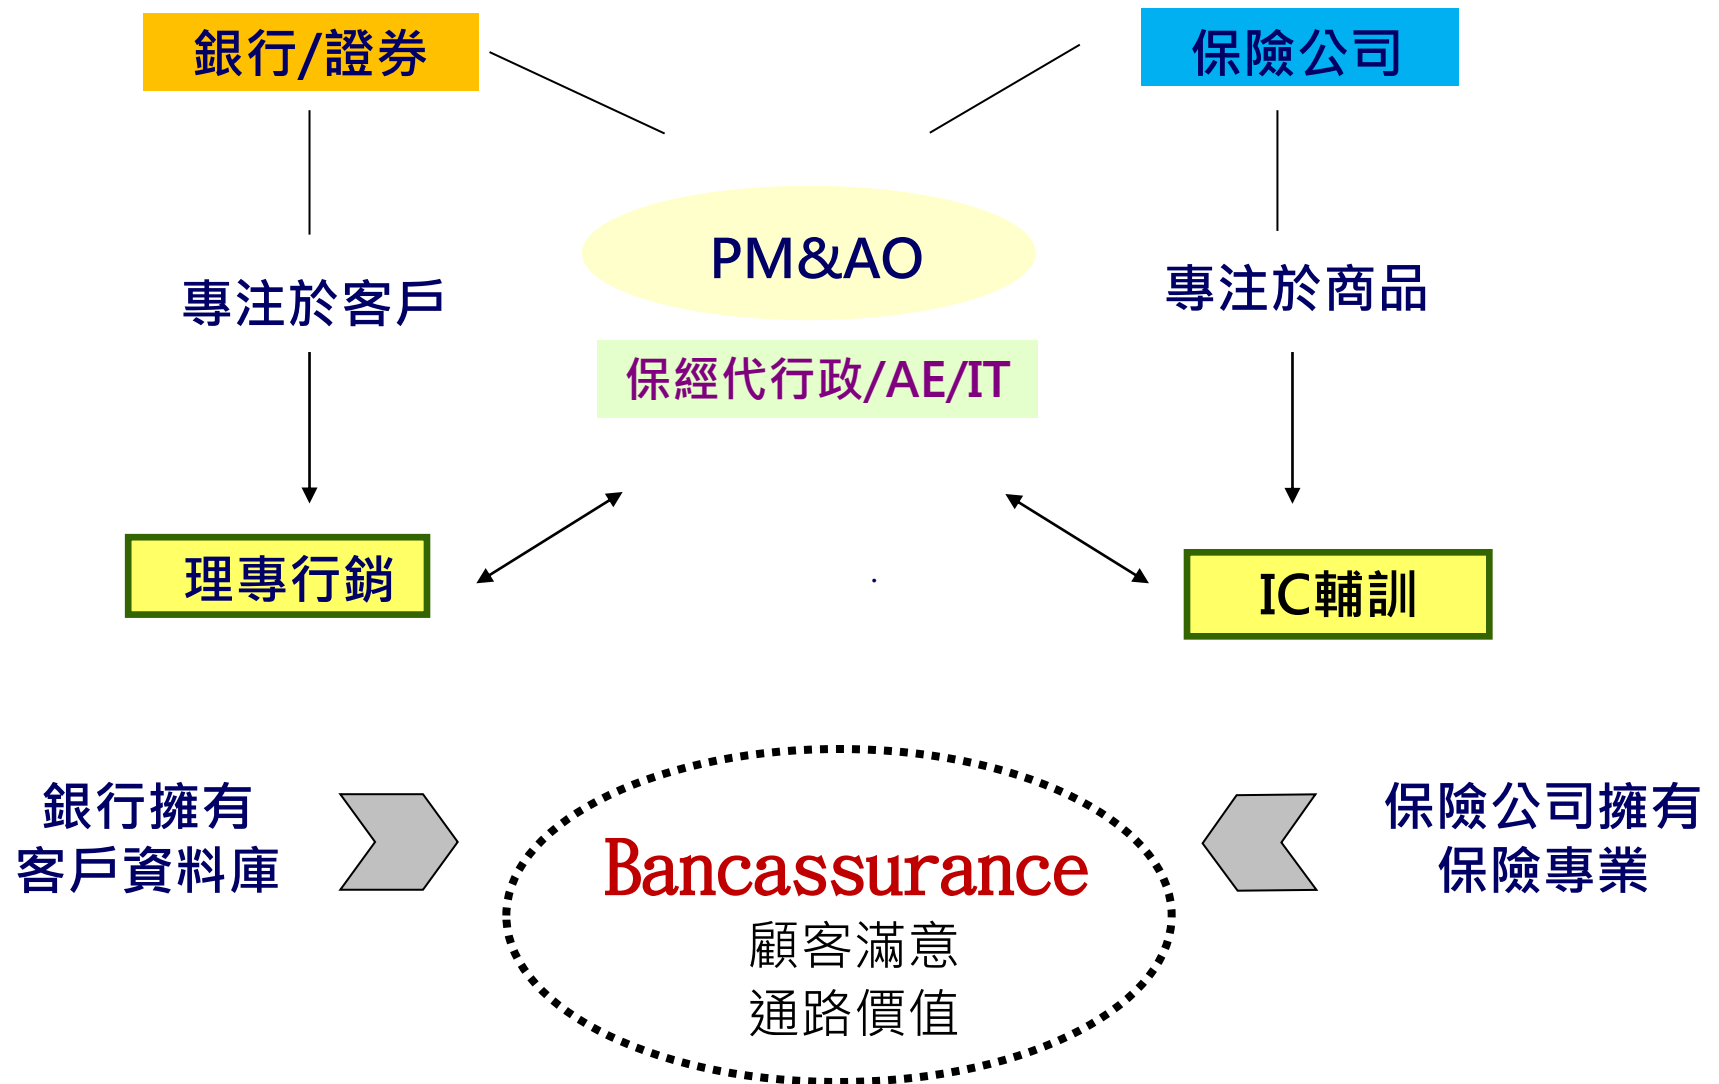 銀行/證券
保險公司
PM&AO
專注於客戶
專注於商品
保經代行政/AE/IT
理專行銷
IC輔訓
銀行擁有
客戶資料庫
保險公司擁有
保險專業
Bancassurance
顧客滿意
通路價值